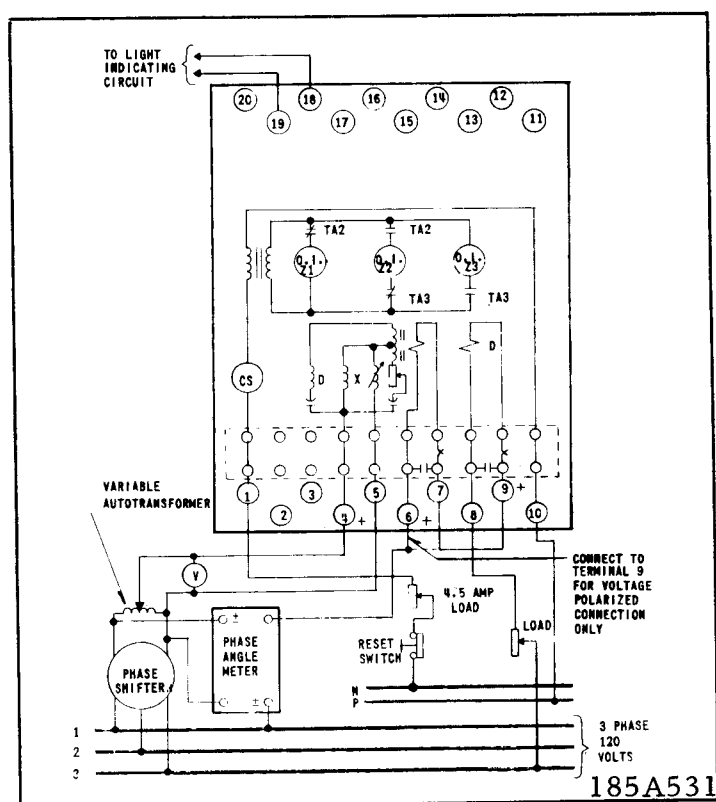 TO LIGHT
INDICATING
CIRCUIT
20
19
18
17
16
15
14
13
12
11
TA2
TA2
O.I.
Z1
O.I.
Z2
O.I.
Z3
TA3
TA3
CS
D
X
D
1
2
3
4 +
5
6 +
7
8
9 +
10
VARIABLE
AUTOTRANSFORMER
V
PHASE
SHIFTER
±
PHASE
ANGLE
METER
±
4.5 AMP
LOAD
RESET
SWITCH
LOAD
CONNECT TO
TERMINAL 9
FOR VOLTAGE
POLARIZED
CONNECTION
ONLY
N
P
1
2
3
3 PHASE
120
VOLTS
185A531